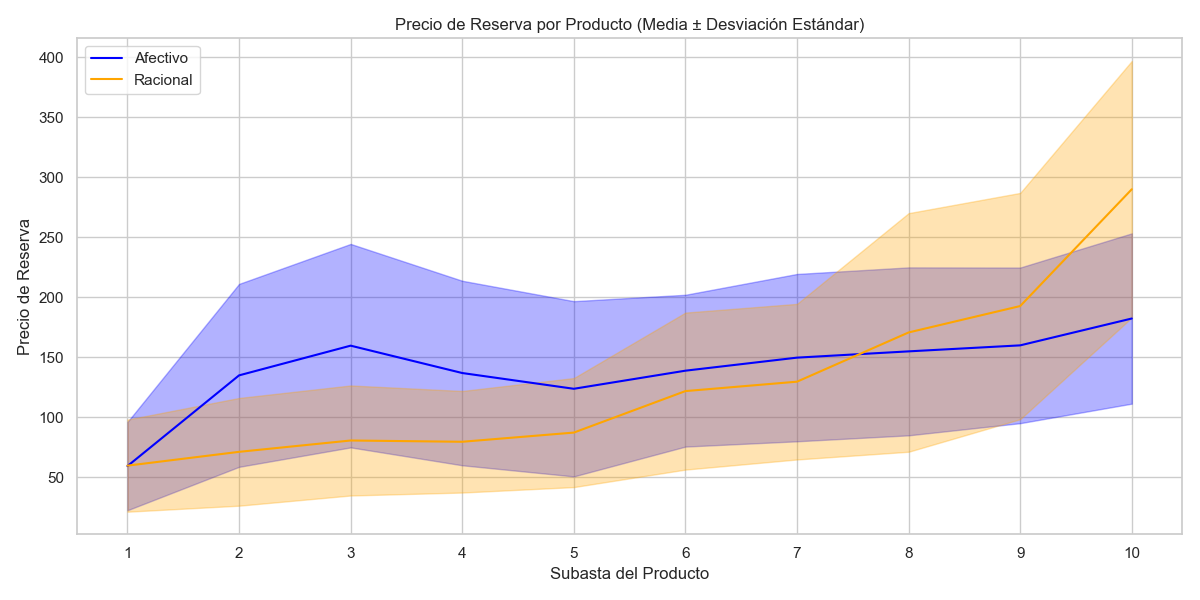 Precio de Reserva por Producto (Media ± Desviación Estándar)
Afectivo
Racional
400
350
300
250
200
150
100
50
Precio de Reserva
1 2 3 4 5 6 7 8 9 10
Subasta del Producto